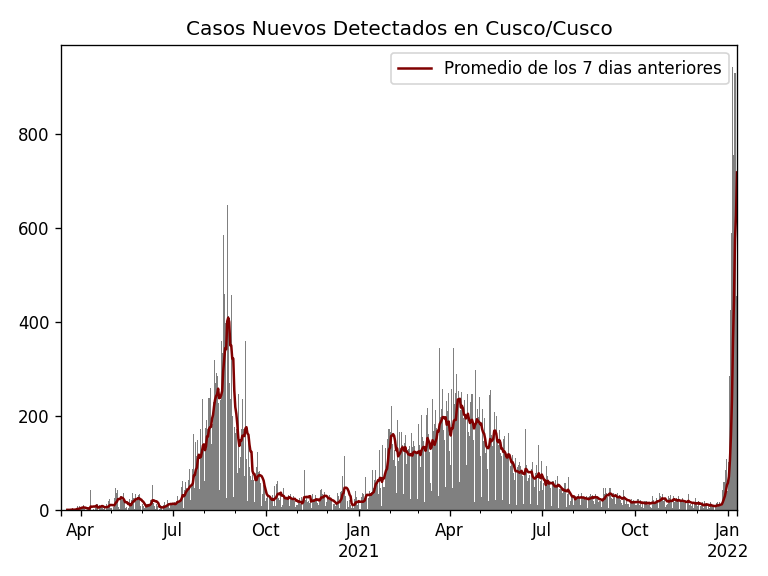 Casos Nuevos Detectados en Cusco/Cusco
Promedio de los 7 dias anteriores
800
600
400
200
0
Apr Jul Oct Jan Apr Jul Oct Jan
2021 2022